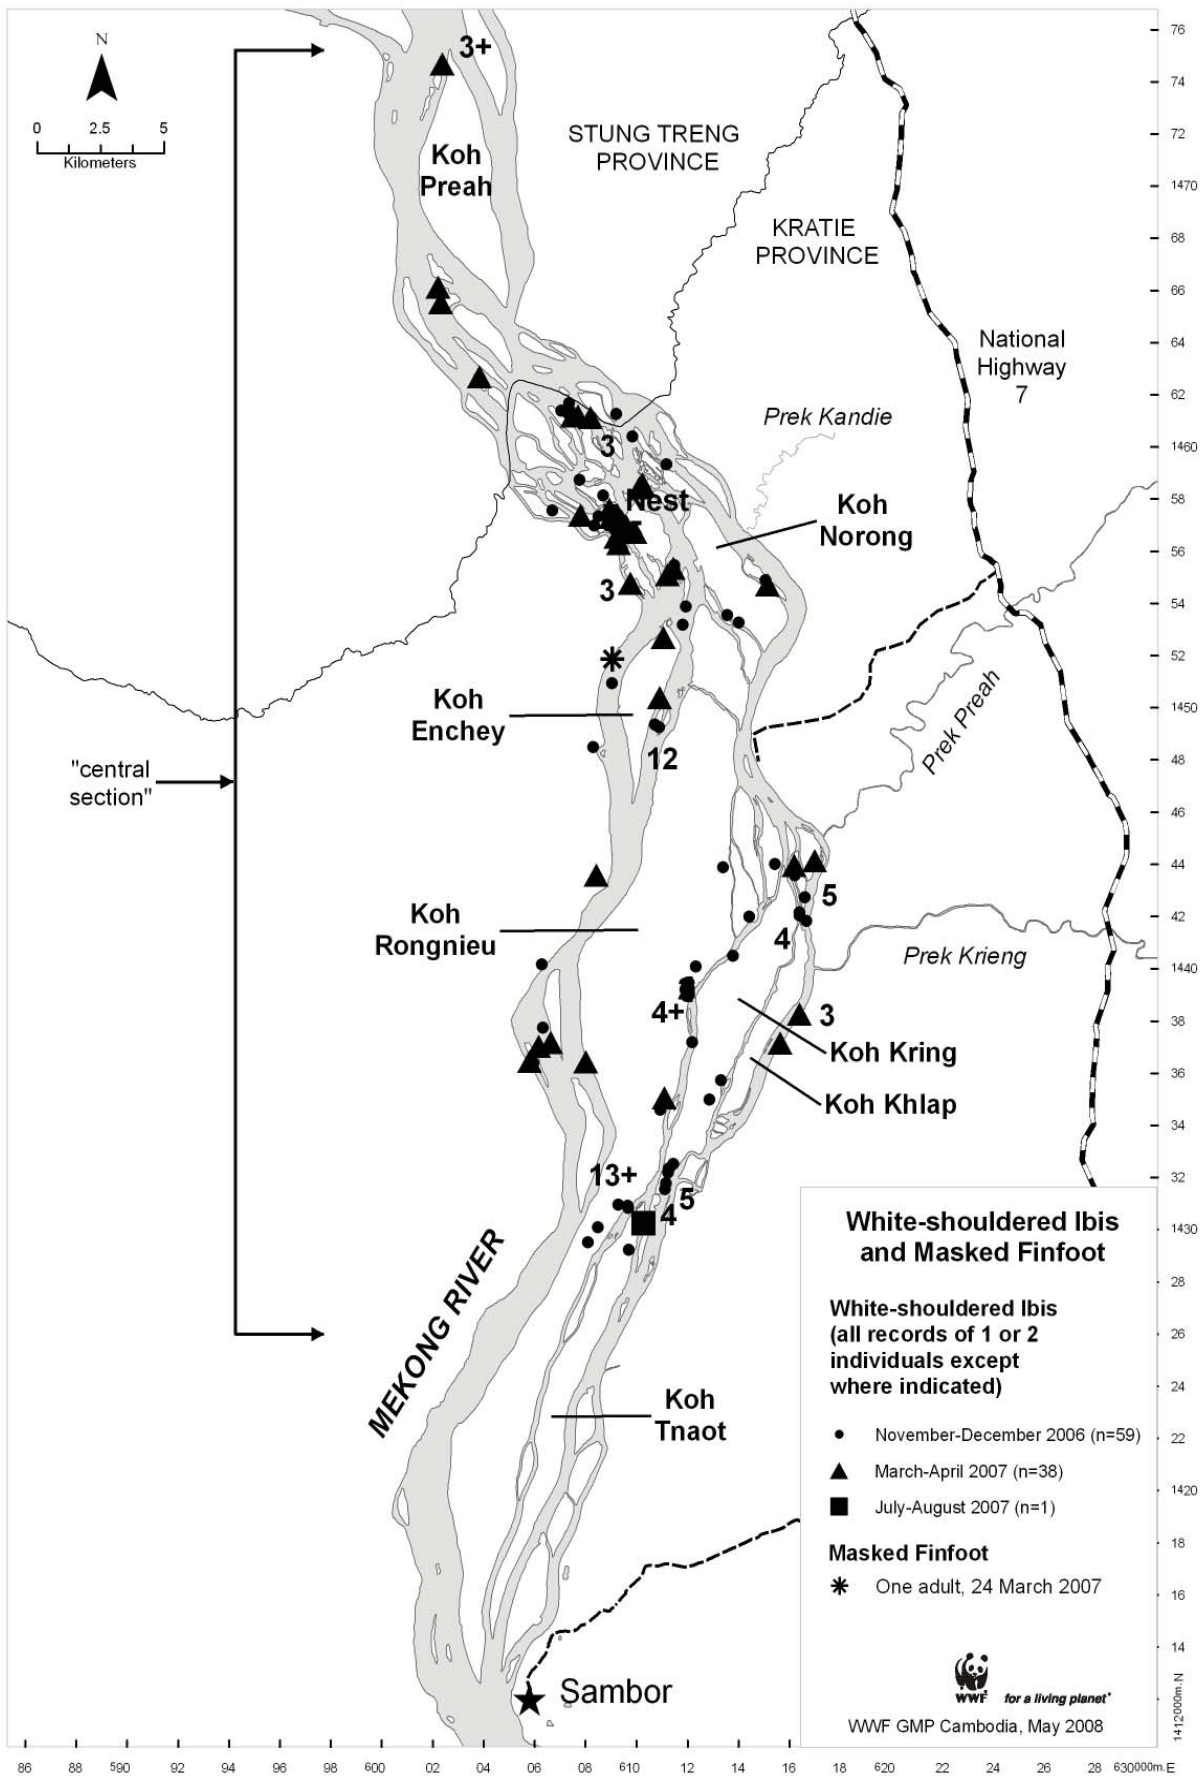 N
0 2.5 5
Kilometers
3+
STUNG TRENG
PROVINCE
Koh
Preah
KRATIE
PROVINCE
National
Highway
7
Prek Kandie
3
Nest
Koh
Norong
3
Koh
Enchey
12
Prek Preah
"central
section"
5
4
Koh
Rongnieu
Prek Krieng
4+
3
Koh Kring
Koh Khlap
13+
5
4
MEKONG RIVER
Koh
Tnaot
Sambor
White-shouldered Ibis
and Masked Finfoot
White-shouldered Ibis
(all records of 1 or 2
individuals except
where indicated)
November-December 2006 (n=59)
March-April 2007 (n=38)
July-August 2007 (n=1)
Masked Finfoot
One adult, 24 March 2007
WWF
for a living planet®
WWF GMP Cambodia, May 2008
76
74
72
1470
68
66
64
62
1460
58
56
54
52
1450
48
46
44
42
1440
38
36
34
32
1430
28
26
24
22
1420
18
16
14
1412000m.N
86 590 92 94 96 98 600 02 04 06 08 610 12 14 16 18 620 22 24 26 28 630000m.E